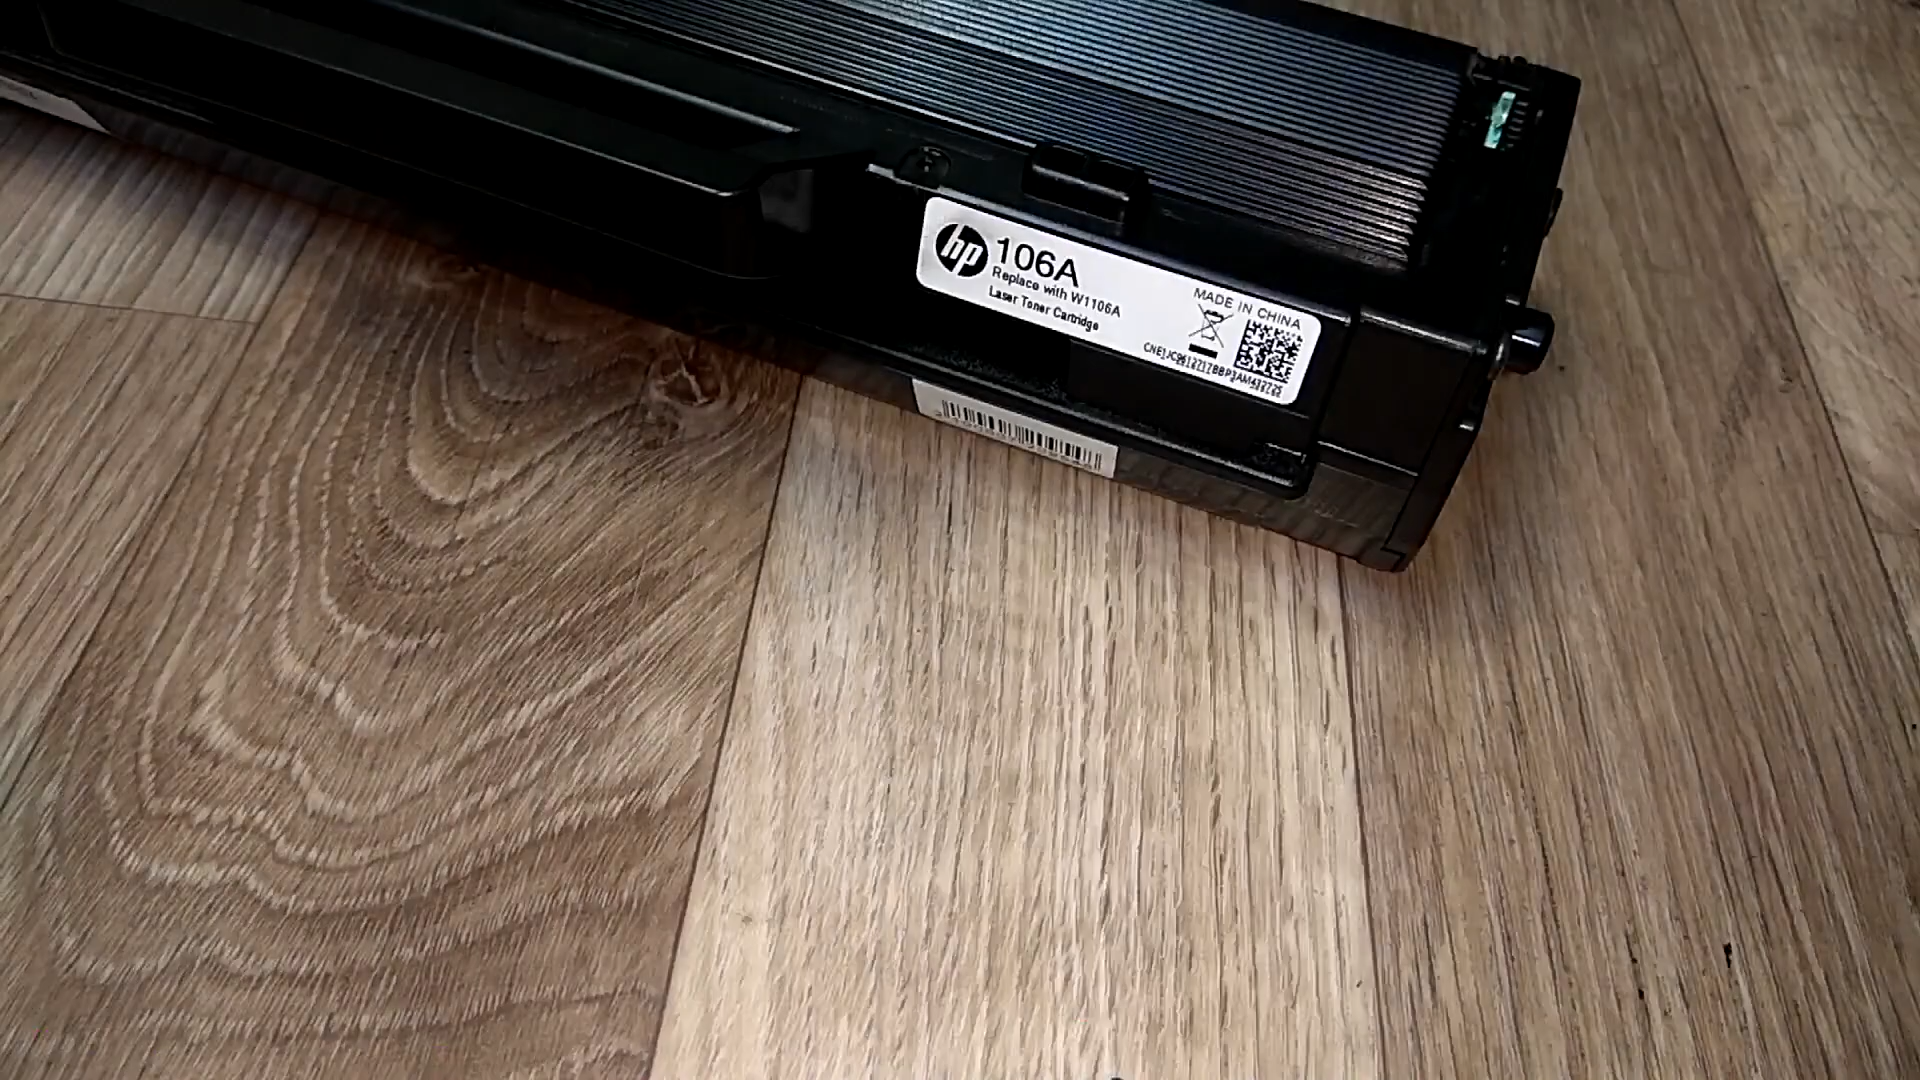 hp 106A
Replace with W1106A
Laser Toner Cartridge
MADE IN CHINA